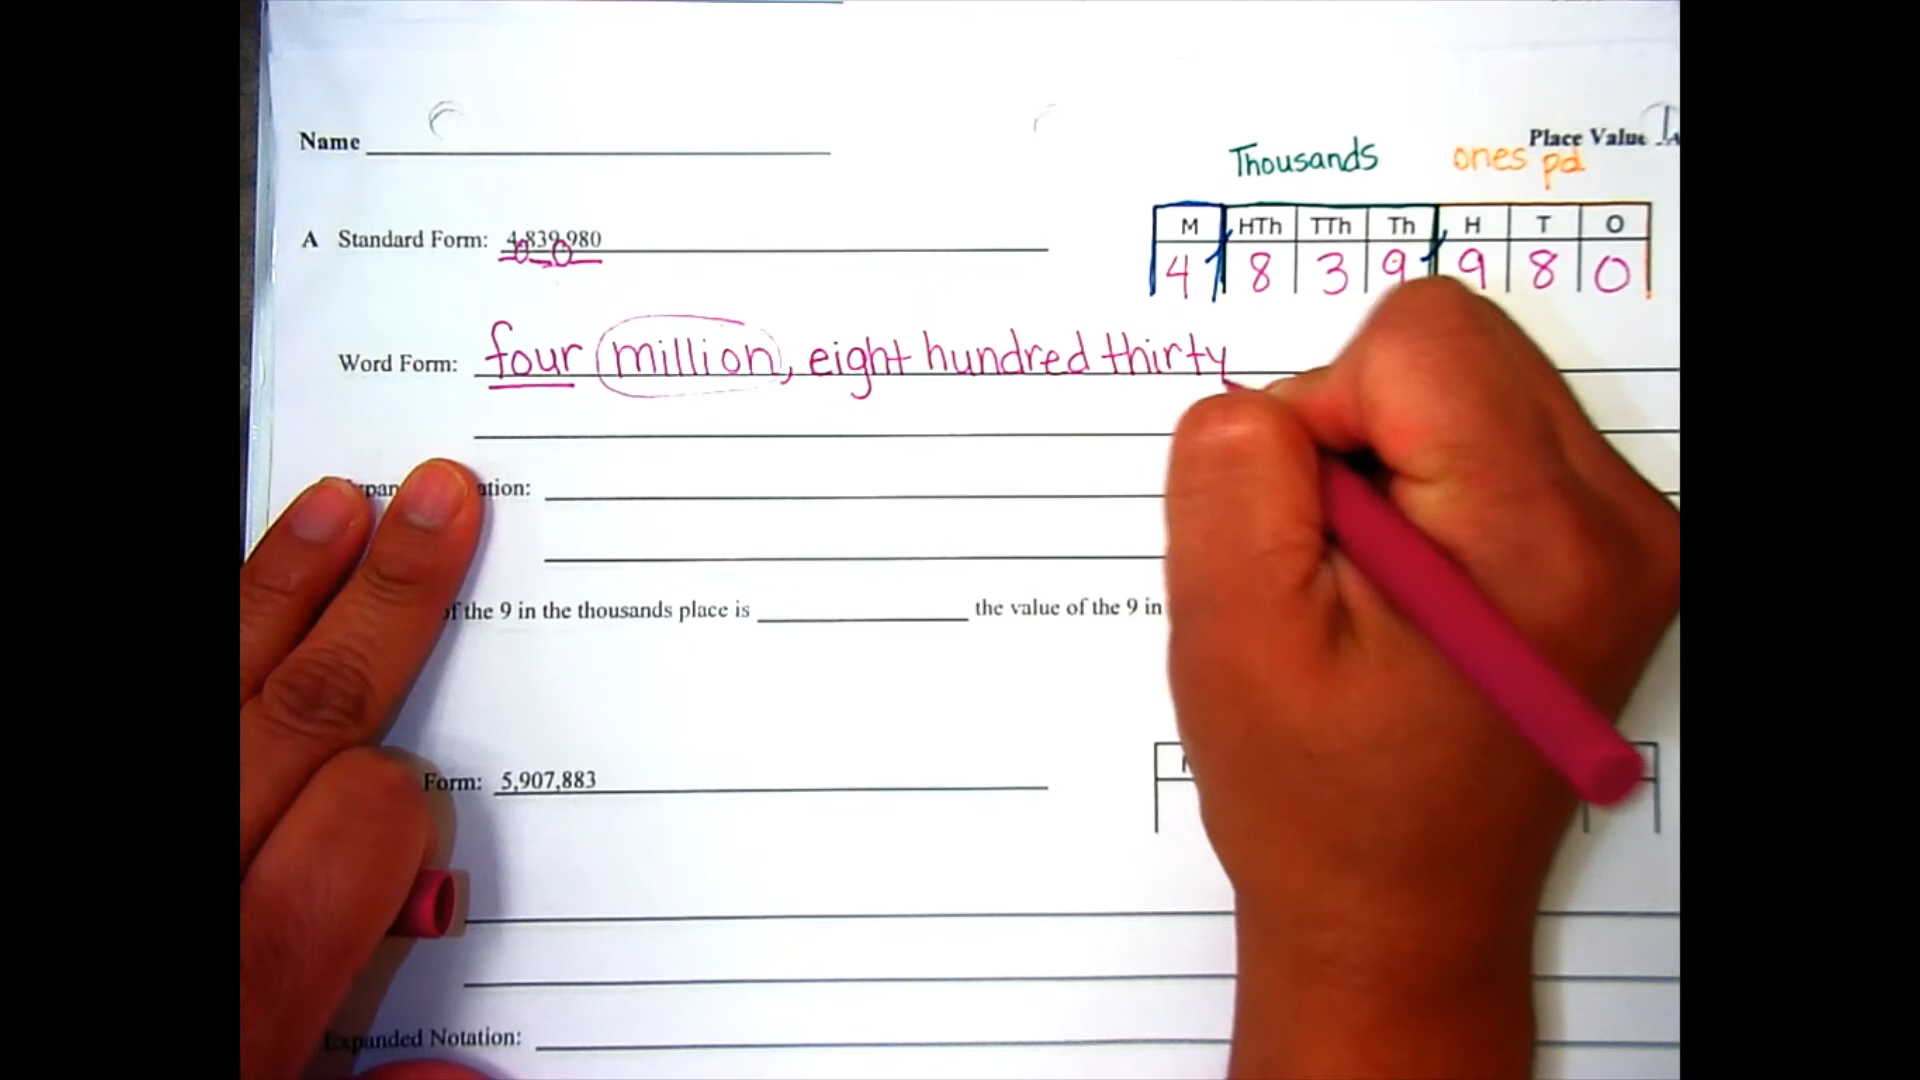 Name
Place Value
Thousands
ones pd
M HTh TTh Th H T O
4 8 3 9 9 8 0
A Standard Form: 4,839,980
Word Form: four million, eight hundred thirty
of the 9 in the thousands place is the value of the 9 in
Form: 5,907,883
Expanded Notation: